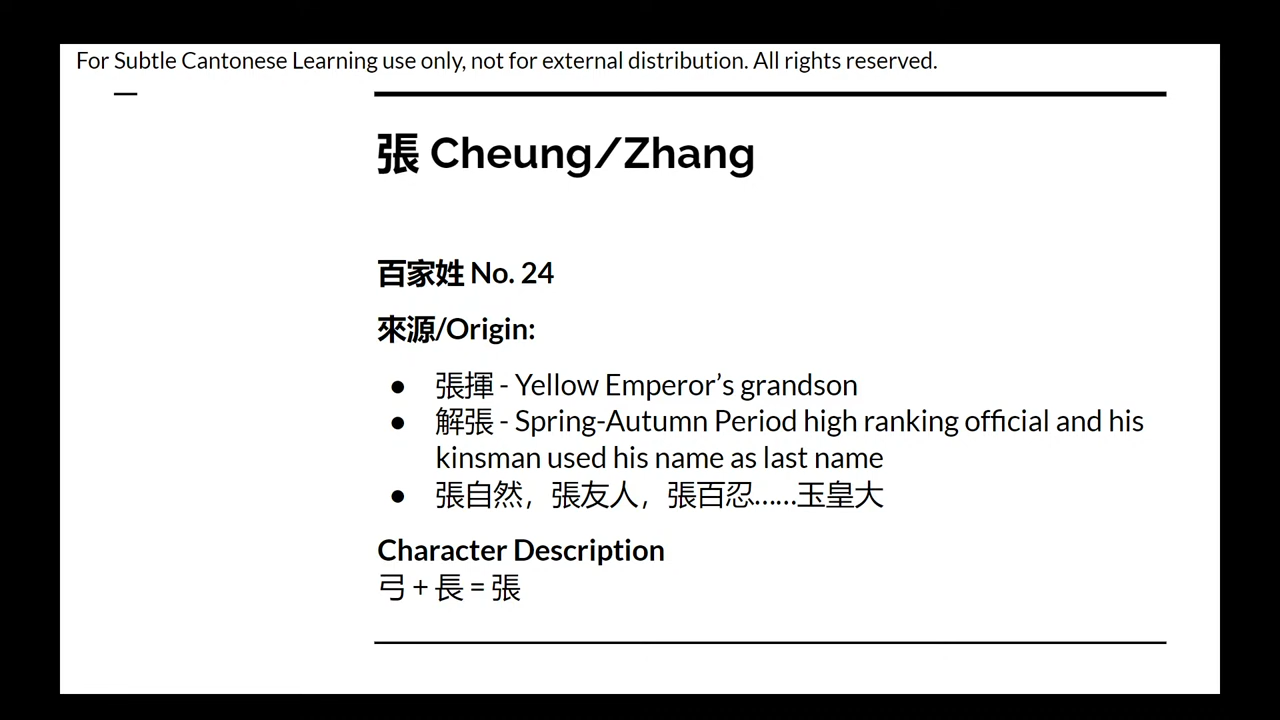 For Subtle Cantonese Learning use only, not for external distribution. All rights reserved.
張 Cheung/Zhang
百家姓 No. 24
來源/Origin:
● 張揮 - Yellow Emperor’s grandson
● 解張 - Spring-Autumn Period high ranking official and his
kinsman used his name as last name
● 張自然，張友人，張百忍......玉皇大
Character Description
弓 + 長 = 張